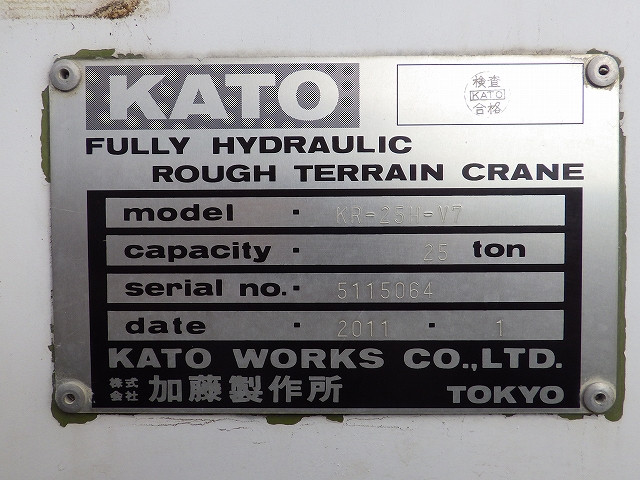 KATO
検査
KATO
合格
FULLY HYDRAULIC
ROUGH TERRAIN CRANE
model · KR-25H-V7
capacity · 25 ton
serial no. · 5115064
date · 2011 · 1
KATO WORKS CO.,LTD.
株式会社 加藤製作所 TOKYO